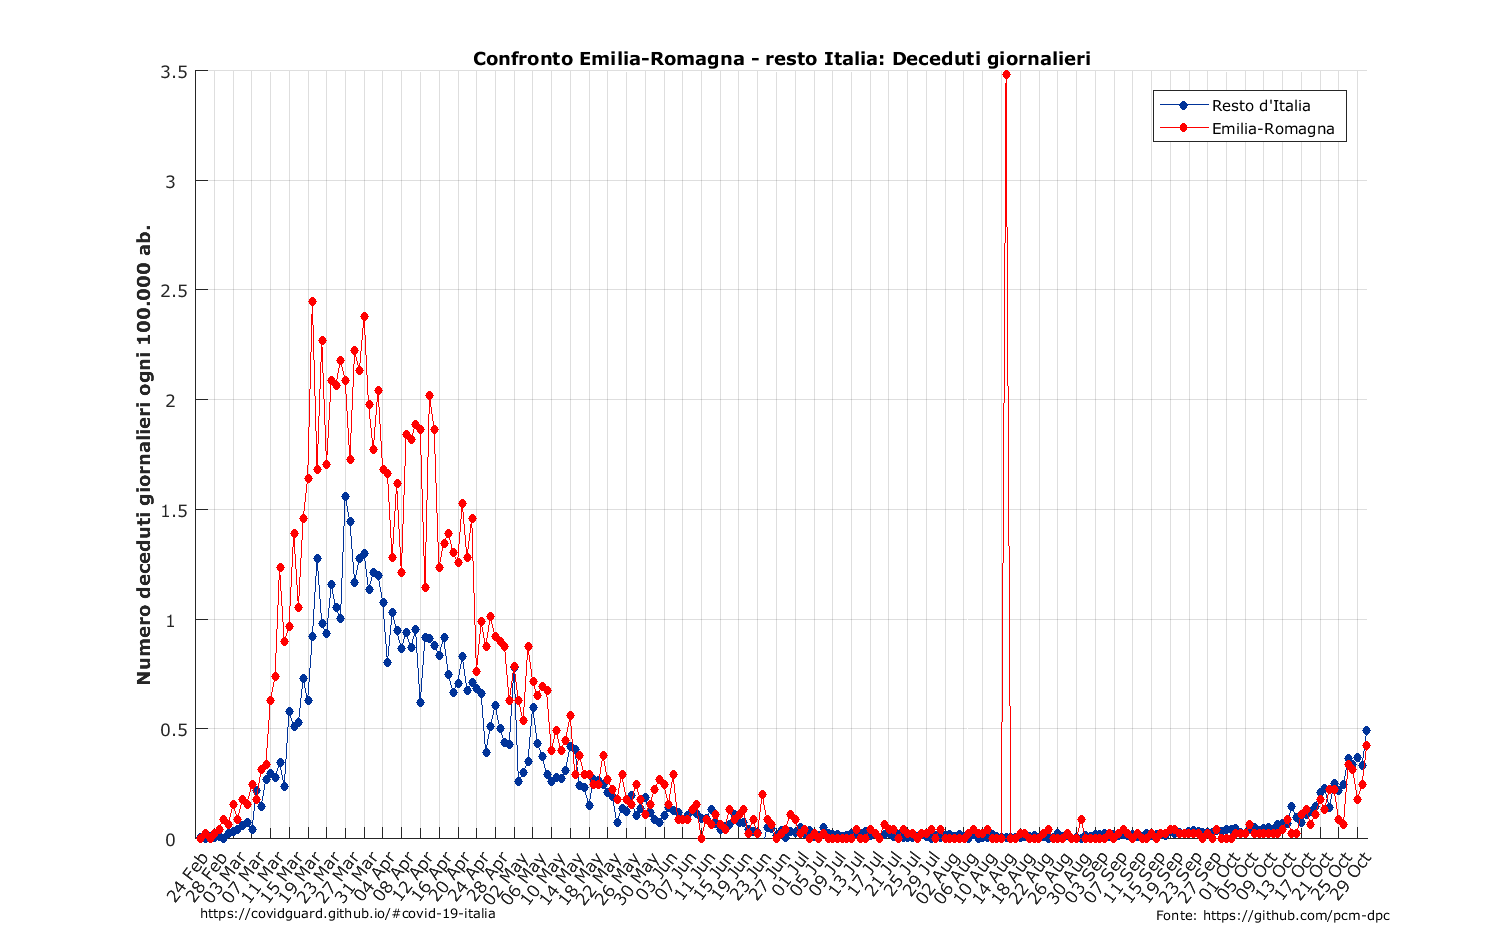 Confronto Emilia-Romagna - resto Italia: Deceduti giornalieri
Resto d'Italia
Emilia-Romagna
Numero deceduti giornalieri ogni 100.000 ab.
3.5
3
2.5
2
1.5
1
0.5
0
24 Feb
28 Feb
03 Mar
07 Mar
11 Mar
15 Mar
19 Mar
23 Mar
27 Mar
31 Mar
04 Apr
08 Apr
12 Apr
16 Apr
20 Apr
24 Apr
28 Apr
02 May
06 May
10 May
14 May
18 May
22 May
26 May
30 May
03 Jun
07 Jun
11 Jun
15 Jun
19 Jun
23 Jun
27 Jun
01 Jul
05 Jul
09 Jul
13 Jul
17 Jul
21 Jul
25 Jul
29 Jul
02 Aug
06 Aug
10 Aug
14 Aug
18 Aug
22 Aug
26 Aug
30 Aug
03 Sep
07 Sep
11 Sep
15 Sep
19 Sep
23 Sep
27 Sep
01 Oct
05 Oct
09 Oct
13 Oct
17 Oct
21 Oct
25 Oct
29 Oct
https://covidguard.github.io/#covid-19-italia
Fonte: https://github.com/pcm-dpc